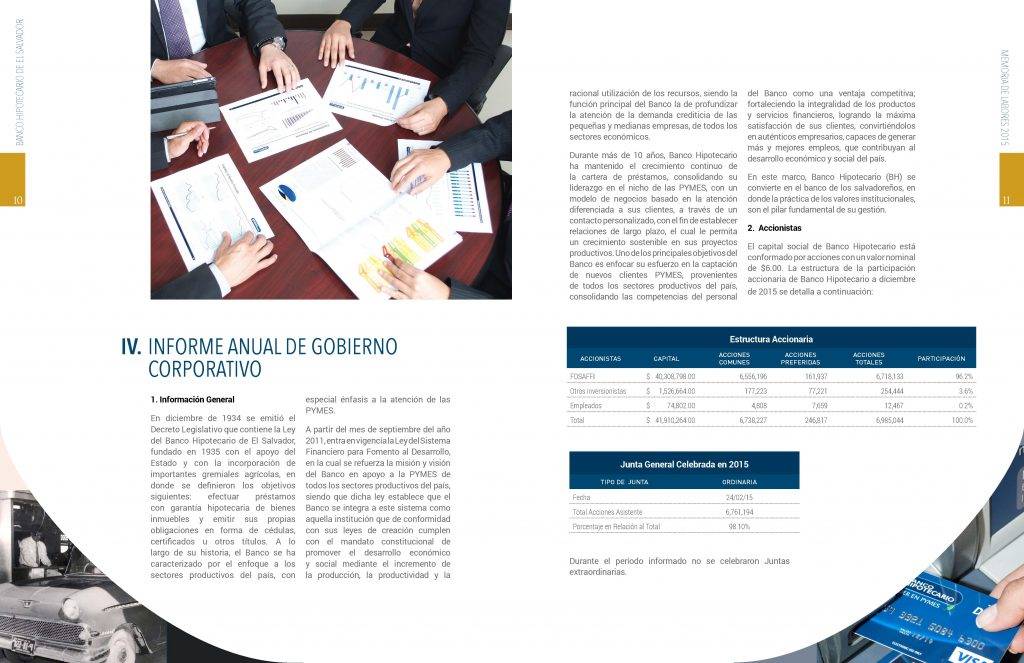 BANCO HIPOTECARIO DE EL SALVADOR
10
IV. INFORME ANUAL DE GOBIERNO
CORPORATIVO
1. Información General
En diciembre de 1934 se emitió el
Decreto Legislativo que contiene la Ley
del Banco Hipotecario de El Salvador,
fundado en 1935 con el apoyo del
Estado y con la incorporación de
importantes gremiales agrícolas, en
donde se definieron los objetivos
siguientes: efectuar préstamos
con garantía hipotecaria de bienes
inmuebles y emitir sus propias
obligaciones en forma de cédulas,
certificados u otros títulos. A lo
largo de su historia, el Banco se ha
caracterizado por el enfoque a los
sectores productivos del país, con
especial énfasis a la atención de las
PYMES.
A partir del mes de septiembre del año
2011, entra en vigencia la Ley del Sistema
Financiero para Fomento al Desarrollo,
en la cual se refuerza la misión y visión
del Banco en apoyo a la PYMES de
todos los sectores productivos del país,
siendo que dicha ley establece que el
Banco se integra a este sistema como
aquella institución que de conformidad
con sus leyes de creación cumplen
con el mandato constitucional de
promover el desarrollo económico
y social mediante el incremento de
la producción, la productividad y la
racional utilización de los recursos, siendo la
función principal del Banco la de profundizar
la atención de la demanda crediticia de las
pequeñas y medianas empresas, de todos los
sectores económicos.
Durante más de 10 años, Banco Hipotecario
ha mantenido el crecimiento continuo de
la cartera de préstamos, consolidando su
liderazgo en el nicho de las PYMES, con un
modelo de negocios basado en la atención
diferenciada a sus clientes, a través de un
contacto personalizado, con el fin de establecer
relaciones de largo plazo, el cual le permita
un crecimiento sostenible en sus proyectos
productivos. Uno de los principales objetivos del
Banco es enfocar su esfuerzo en la captación
de nuevos clientes PYMES, provenientes
de todos los sectores productivos del país,
consolidando las competencias del personal
del Banco como una ventaja competitiva;
fortaleciendo la integralidad de los productos
y servicios financieros, logrando la máxima
satisfacción de sus clientes, convirtiéndolos
en auténticos empresarios, capaces de generar
más y mejores empleos, que contribuyan al
desarrollo económico y social del país.
En este marco, Banco Hipotecario (BH) se
convierte en el banco de los salvadoreños, en
donde la práctica de los valores institucionales,
son el pilar fundamental de su gestión.
2. Accionistas
El capital social de Banco Hipotecario está
conformado por acciones con un valor nominal
de $6.00. La estructura de la participación
accionaria de Banco Hipotecario a diciembre
de 2015 se detalla a continuación:
Estructura Accionaria
ACCIONISTAS CAPITAL ACCIONES COMUNES ACCIONES PREFERIDAS ACCIONES TOTALES PARTICIPACIÓN
FOSAFFI $ 40,308,798.00 6,556,196 161,937 6,718,133 96.2%
Otros inversionistas $ 1,526,664.00 177,223 77,221 254,444 3.6%
Empleados $ 74,802.00 4,808 7,659 12,467 0.2%
Total $ 41,910,264.00 6,738,227 246,817 6,985,044 100.0%
Junta General Celebrada en 2015
TIPO DE JUNTA ORDINARIA
Fecha 24/02/15
Total Acciones Asistente 6,761,194
Porcentaje en Relación al Total 98.10%
Durante el período informado no se celebraron Juntas
extraordinarias.
MEMORIA DE LABORES 2015
11
BANCO
HIPOTECARIO
ER EN PYMES
VISA